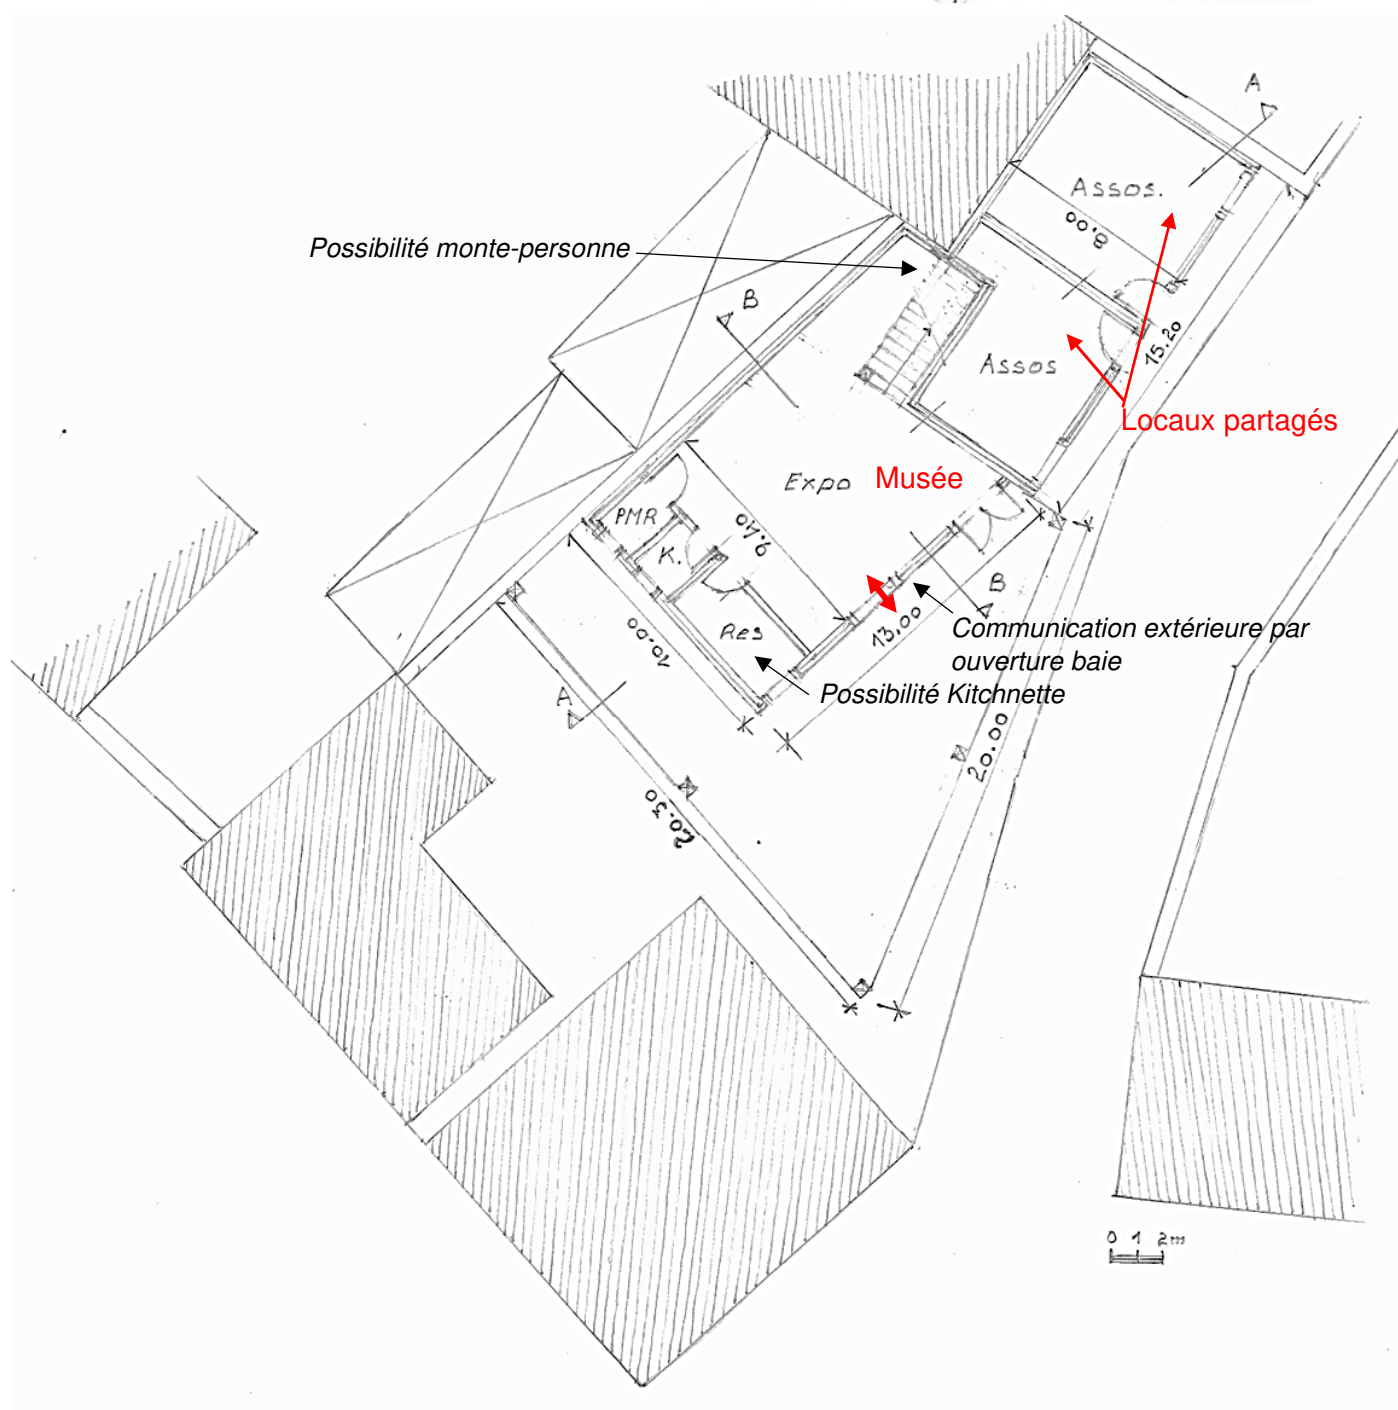 A
Assos.
8,00
Possibilité monte-personne
B
15.20
Assos
Locaux partagés
Expo
Musée
PMR
K.
9,40
B
Res
13,00
10.00
Communication extérieure par
ouverture baie
Possibilité Kitchnette
A
20.00
20.30
0 1 2m